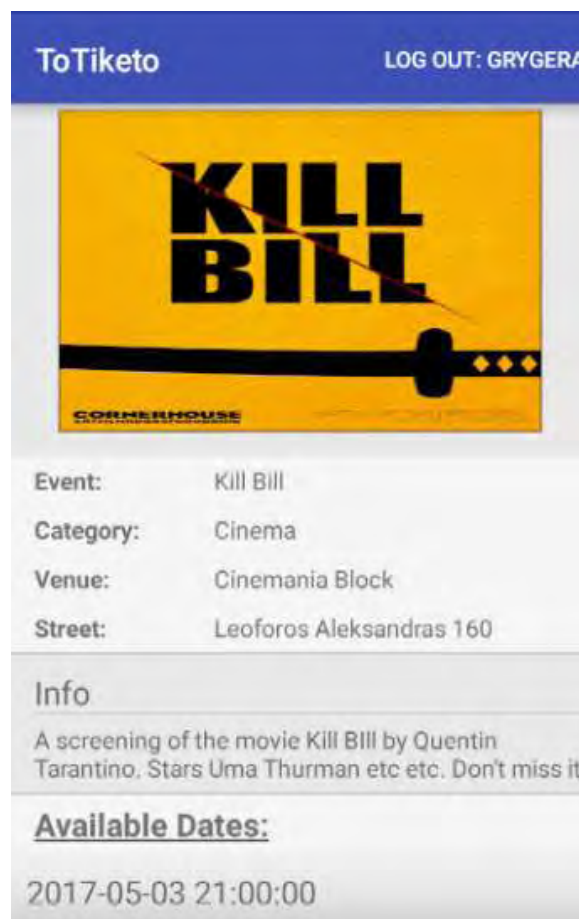 ToTiketo LOG OUT: GRYGERA
KILL
BILL
CORNERHOUSE
Event: Kill Bill
Category: Cinema
Venue: Cinemania Block
Street: Leoforos Aleksandras 160
Info
A screening of the movie Kill BIll by Quentin
Tarantino. Stars Uma Thurman etc etc. Don't miss it
Available Dates:
2017-05-03 21:00:00